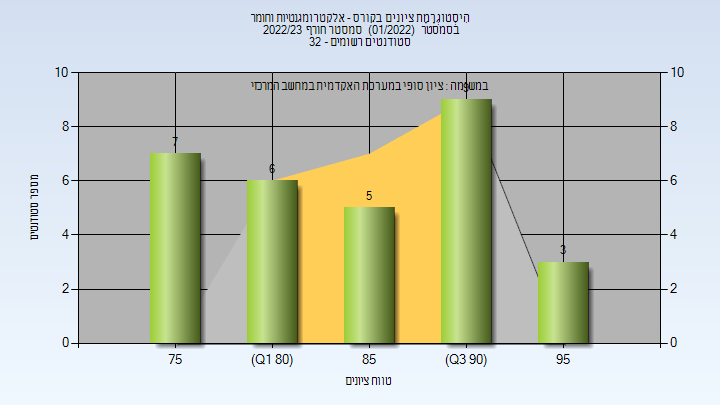 היסטוגרמת ציונים בקורס - אלקטרומגנטיות וחומר
בסמסטר (01/2022) סמסטר חורף 2022/23
סטודנטים רשומים - 32
במשימה : ציון סופי במערכת האקדמית במחשב המרכזי
10 10
8 8
6 6
4 4
2 2
0 0
7 6 5 9 3
מספר סטודנטים
75 (Q1 80) 85 (Q3 90) 95
טווח ציונים